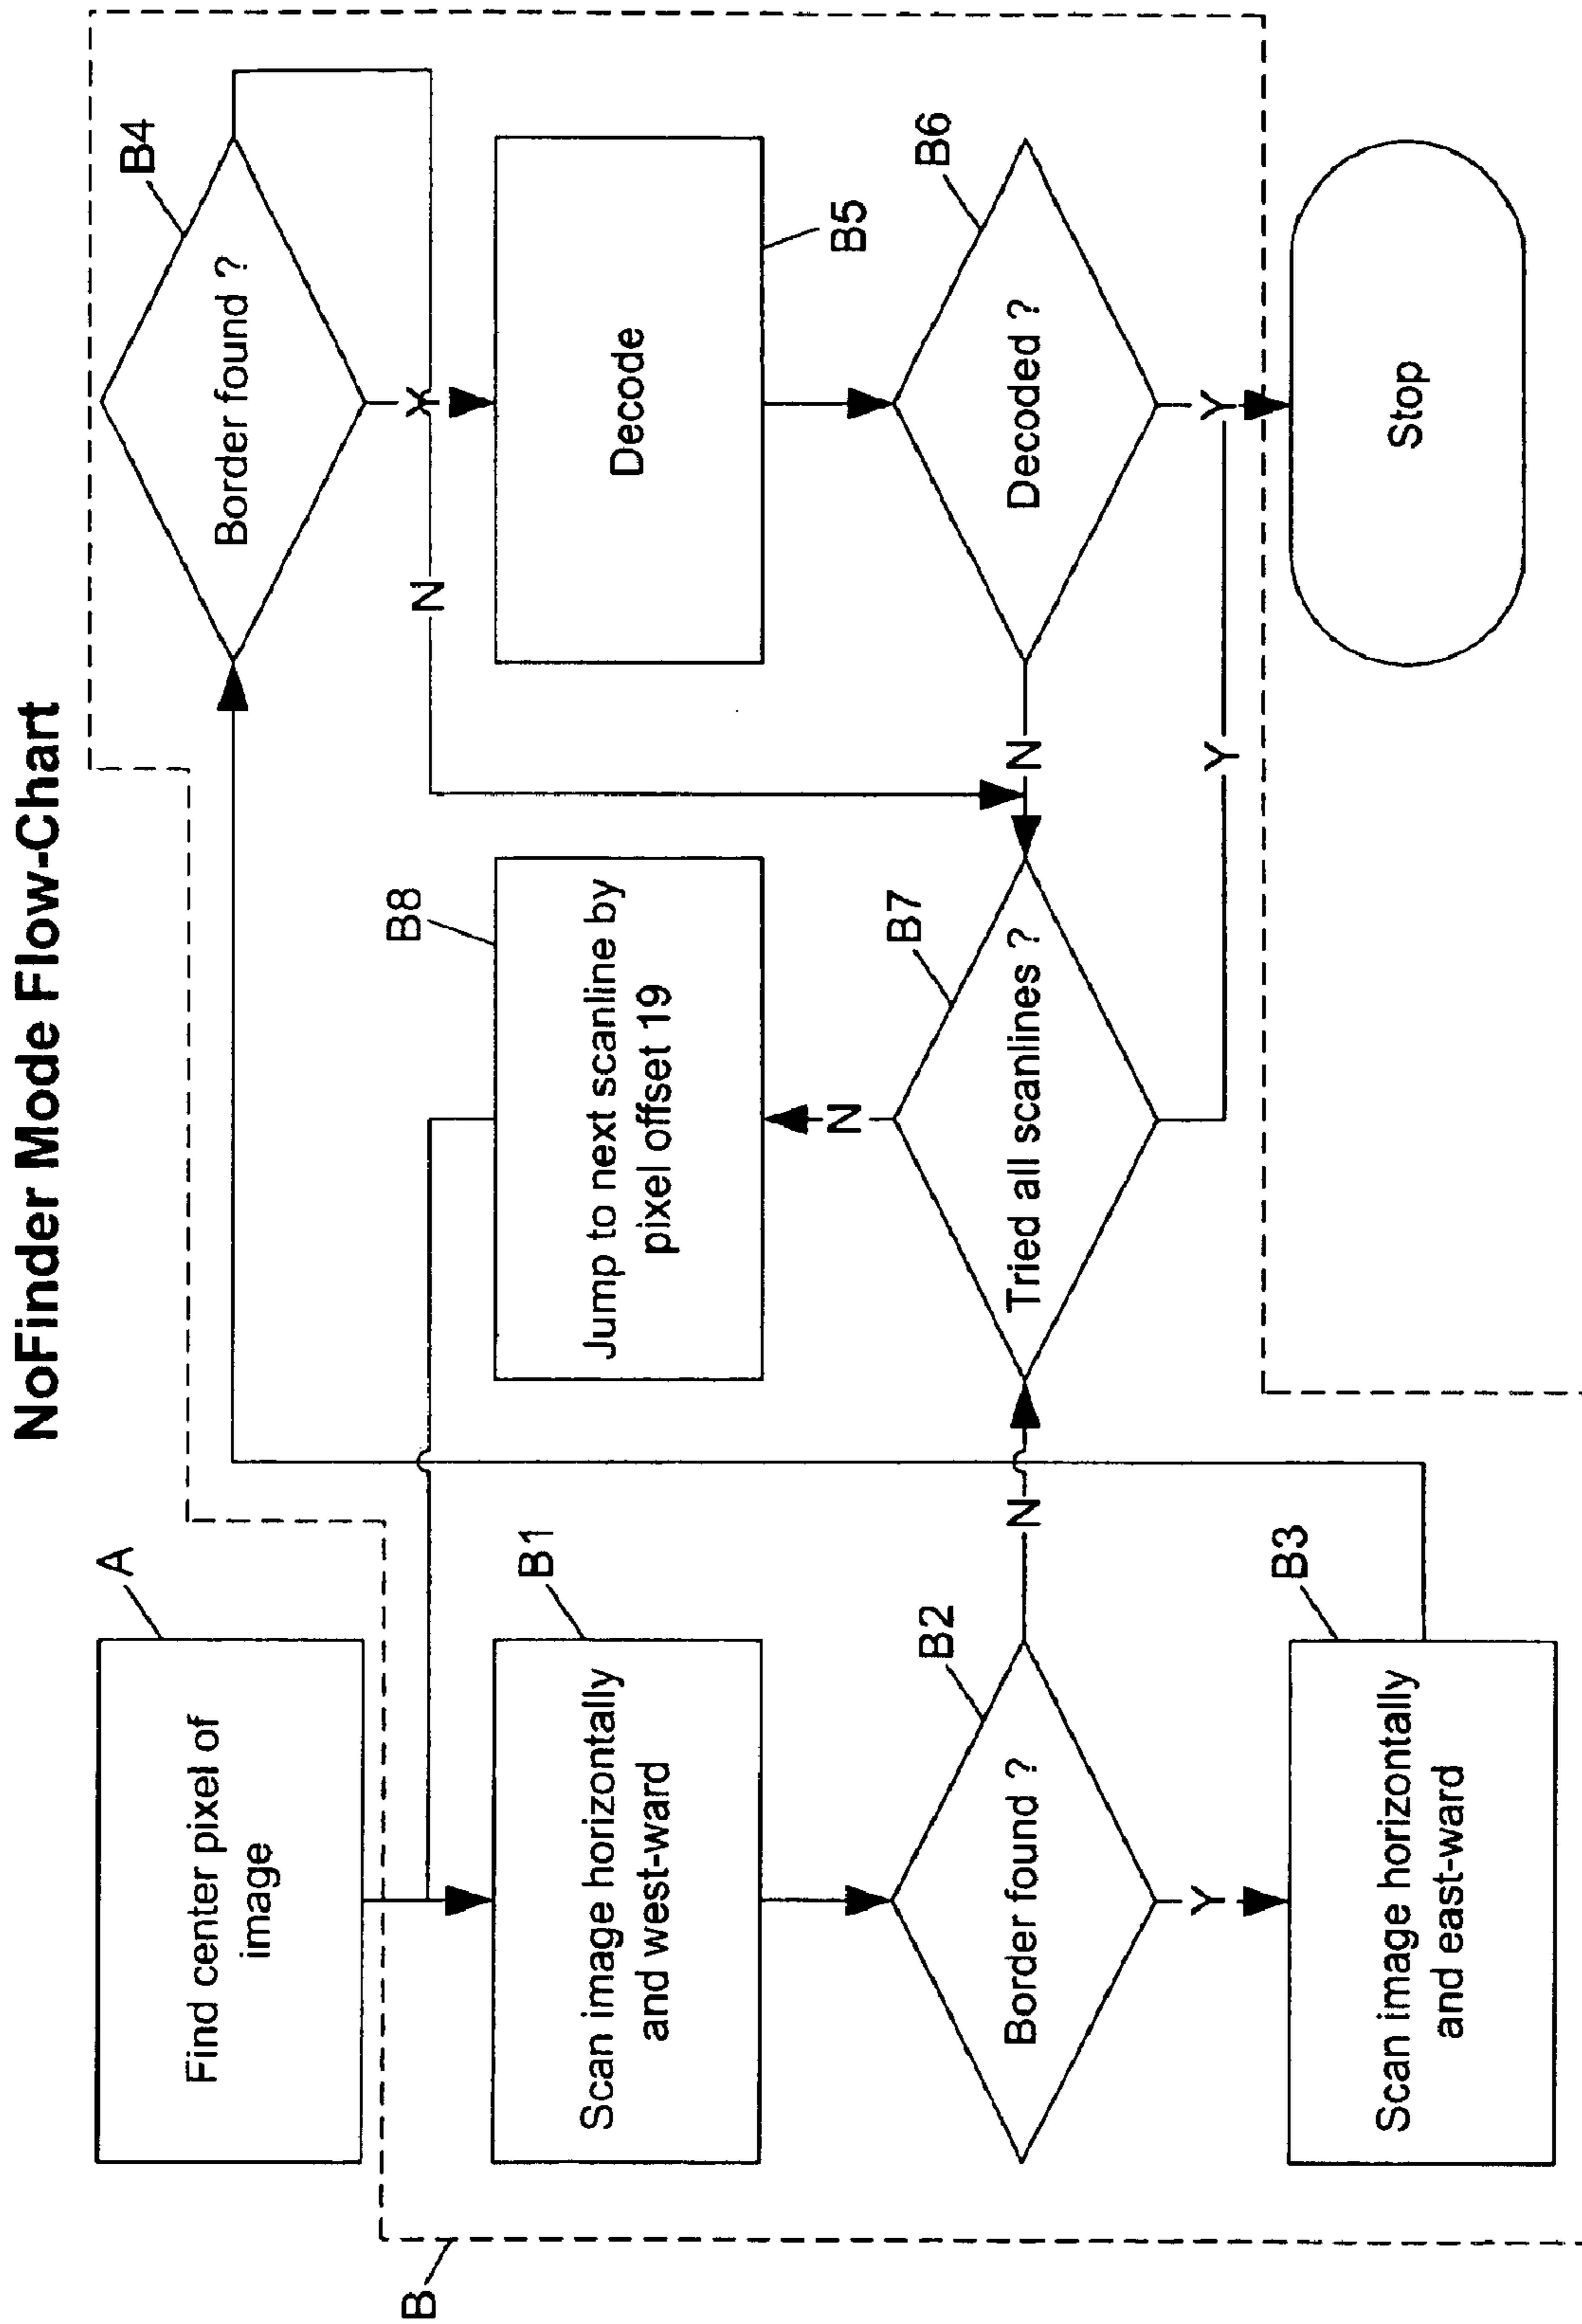 NoFinder Mode Flow-Chart
A
Find center pixel of
image
B
B1
Scan image horizontally
and west-ward
B2
Border found ?
N
Y
B3
Scan image horizontally
and east-ward
B8
Jump to next scanline by
pixel offset 19
N
B7
Tried all scanlines ?
Y
B4
Border found ?
N
Y
Decode
B5
B6
Decoded ?
N
Y
Stop